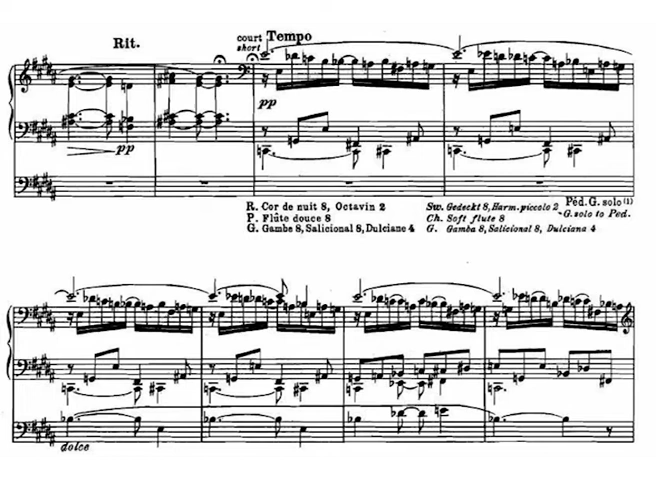 Rit.
court Tempo
short
pp
pp
R. Cor de nuit 8, Octavin 2
P. Flûte douce 8
G. Gambe 8, Salicional 8, Dulciane 4
Sw. Gedeckt 8, Harm. piccolo 2
Ch. Soft flute 8
G. Gamba 8, Salicional 8, Dulciana 4
Péd. G. solo (1)
G. solo to Ped.
dolce